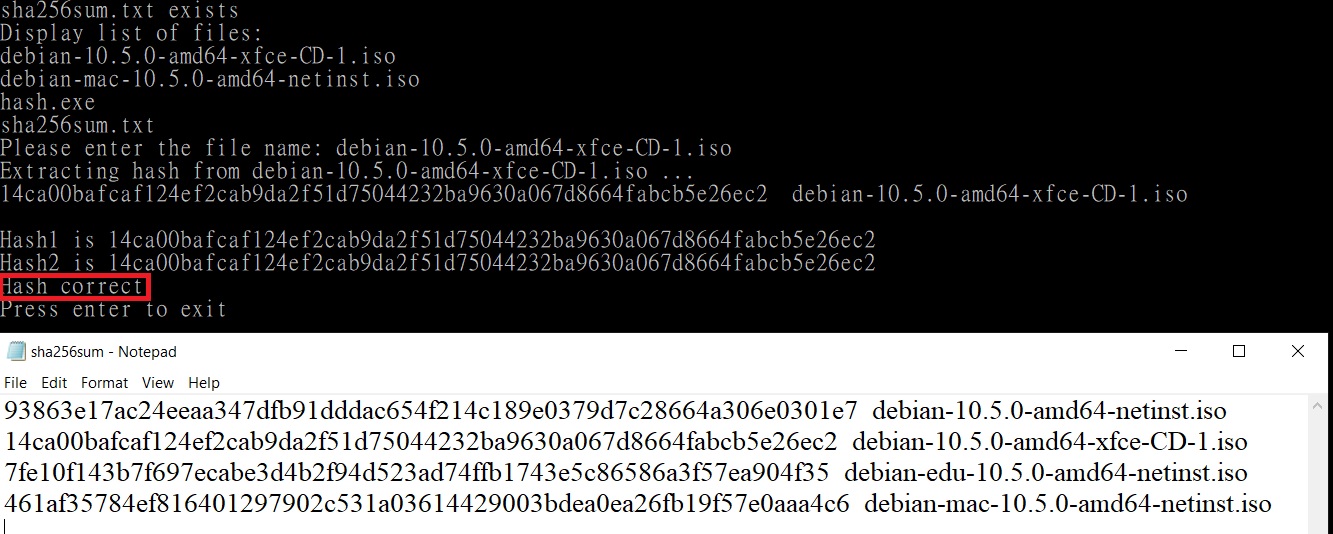 sha256sum.txt exists
Display list of files:
debian-10.5.0-amd64-xfce-CD-1.iso
debian-mac-10.5.0-amd64-netinst.iso
hash.exe
sha256sum.txt
Please enter the file name: debian-10.5.0-amd64-xfce-CD-1.iso
Extracting hash from debian-10.5.0-amd64-xfce-CD-1.iso ...
14ca00bafcaf124ef2cab9da2f51d75044232ba9630a067d8664fabcb5e26ec2  debian-10.5.0-amd64-xfce-CD-1.iso
Hash1 is 14ca00bafcaf124ef2cab9da2f51d75044232ba9630a067d8664fabcb5e26ec2
Hash2 is 14ca00bafcaf124ef2cab9da2f51d75044232ba9630a067d8664fabcb5e26ec2
Hash correct
Press enter to exit
sha256sum - Notepad
File Edit Format View Help
93863e17ac24eeaa347dfb91dddac654f214c189e0379d7c28664a306e0301e7  debian-10.5.0-amd64-netinst.iso
14ca00bafcaf124ef2cab9da2f51d75044232ba9630a067d8664fabcb5e26ec2  debian-10.5.0-amd64-xfce-CD-1.iso
7fe10f143b7f697ecabe3d4b2f94d523ad74ffb1743e5c86586a3f57ea904f35  debian-edu-10.5.0-amd64-netinst.iso
461af35784ef816401297902c531a03614429003bdea0ea26fb19f57e0aaa4c6  debian-mac-10.5.0-amd64-netinst.iso